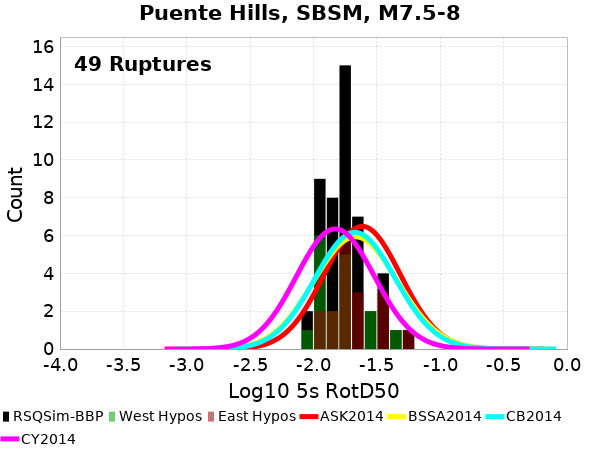 Puente Hills, SBSM, M7.5-8
49 Ruptures
16
14
12
10
8
6
4
2
0
Count
-4.0 -3.5 -3.0 -2.5 -2.0 -1.5 -1.0 -0.5 0.0
Log10 5s RotD50
RSQSim-BBP West Hypos East Hypos ASK2014 BSSA2014 CB2014
CY2014